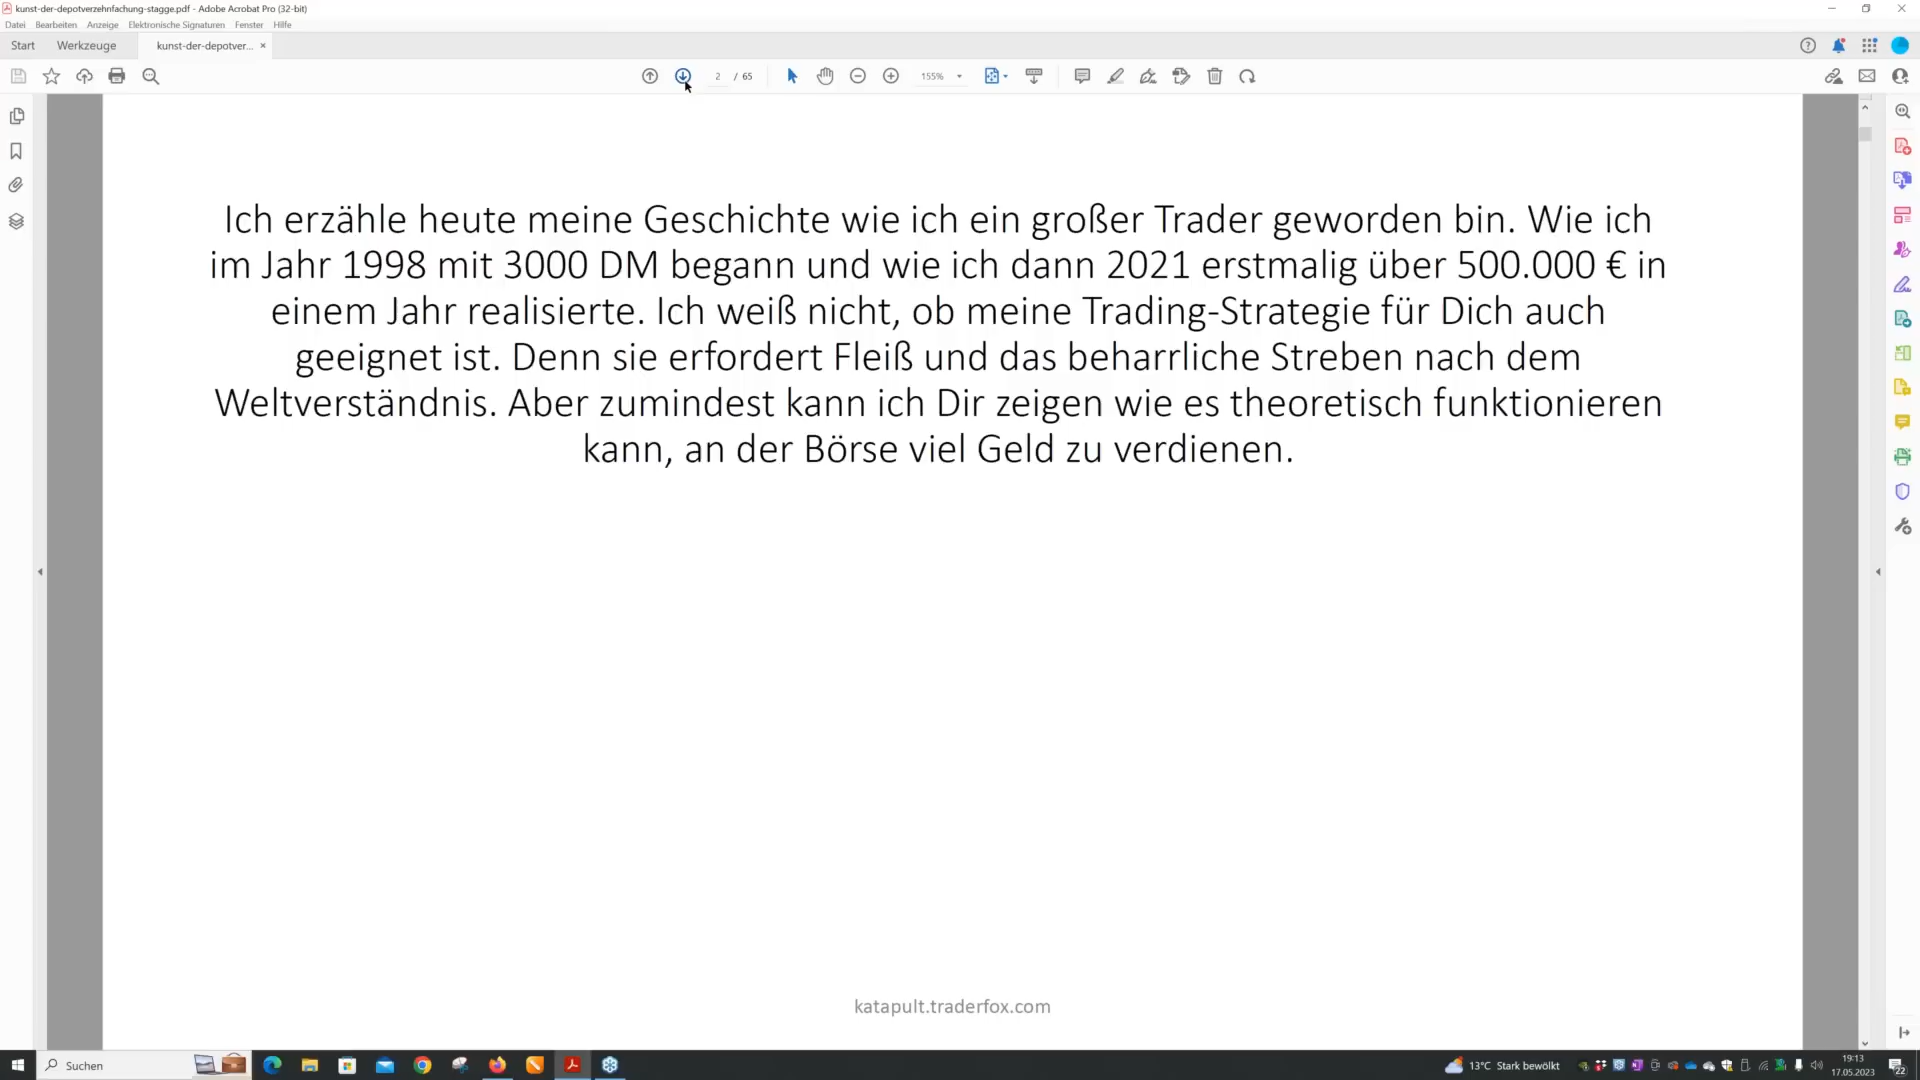 kunst-der-depotverzehnfachung-stagge.pdf - Adobe Acrobat Pro (32-bit)
Datei Bearbeiten Anzeige Elektronische Signaturen Fenster Hilfe
Start Werkzeuge kunst-der-depotver... ×
2 / 65 155%
Ich erzähle heute meine Geschichte wie ich ein großer Trader geworden bin. Wie ich
im Jahr 1998 mit 3000 DM begann und wie ich dann 2021 erstmalig über 500.000 € in
einem Jahr realisierte. Ich weiß nicht, ob meine Trading-Strategie für Dich auch
geeignet ist. Denn sie erfordert Fleiß und das beharrliche Streben nach dem
Weltverständnis. Aber zumindest kann ich Dir zeigen wie es theoretisch funktionieren
kann, an der Börse viel Geld zu verdienen.
katapult.traderfox.com
Suchen 13°C Stark bewölkt 19:13
17.05.2023 22